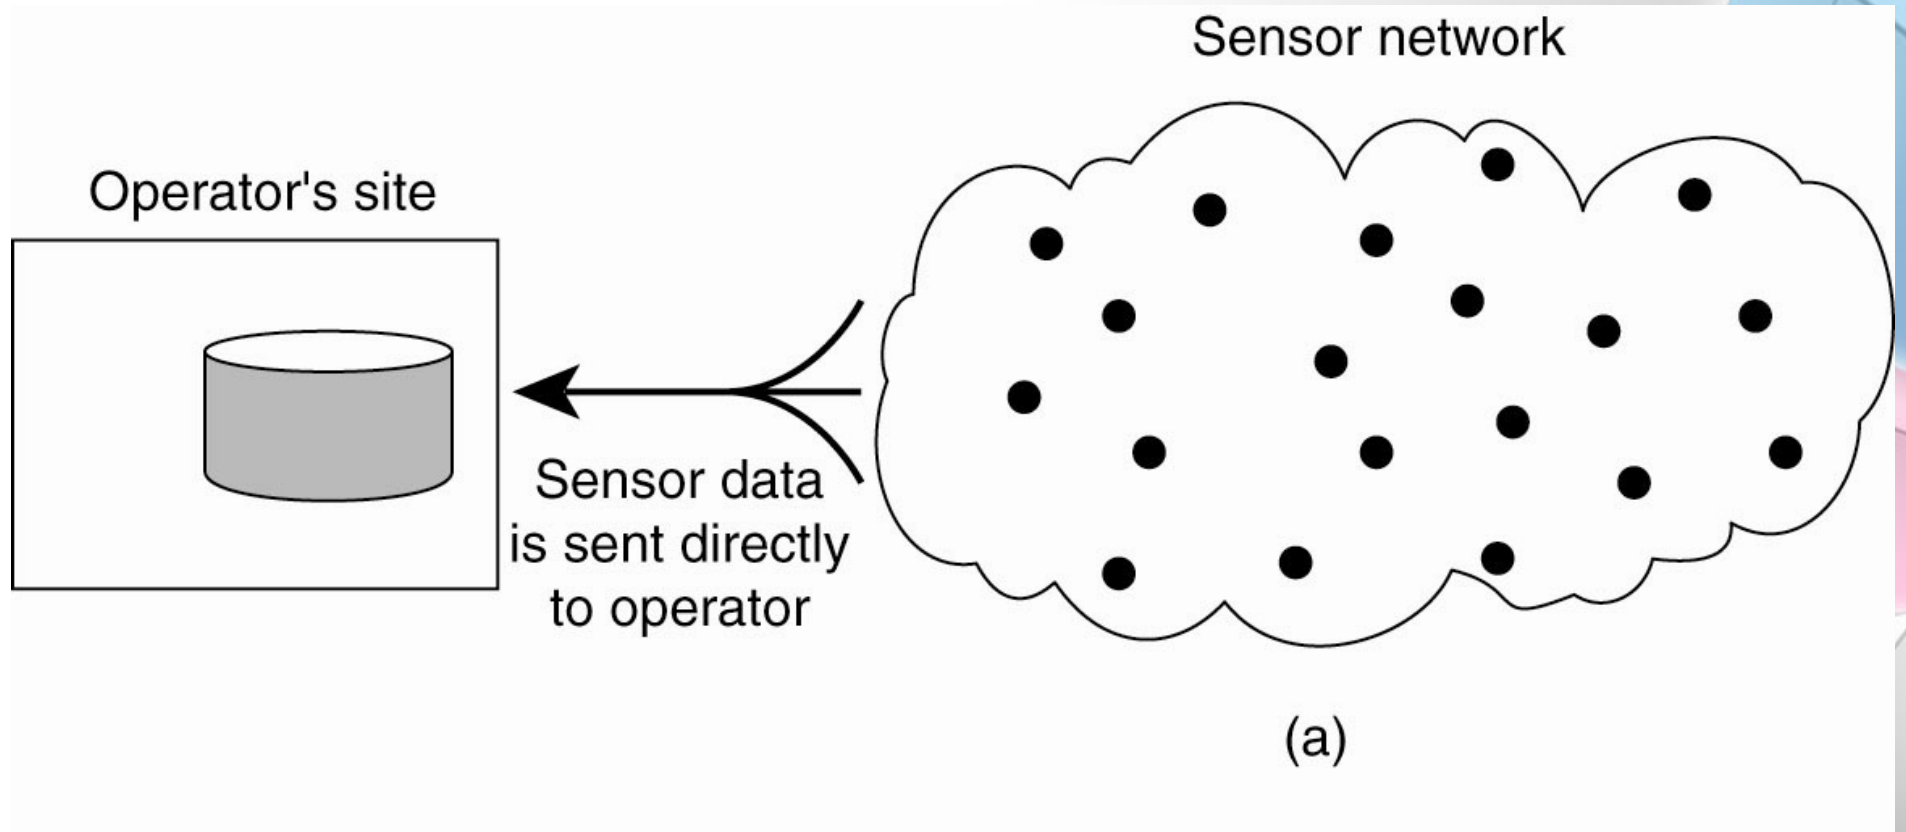 Sensor network
Operator's site
Sensor data
is sent directly
to operator
(a)